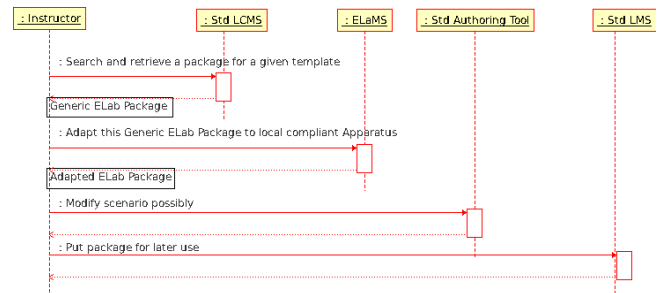 : Instructor
: Std LCMS
: ELaMS
: Std Authoring Tool
: Std LMS
: Search and retrieve a package for a given template
Generic ELab Package
: Adapt this Generic ELab Package to local compliant Apparatus
Adapted ELab Package
: Modify scenario possibly
: Put package for later use